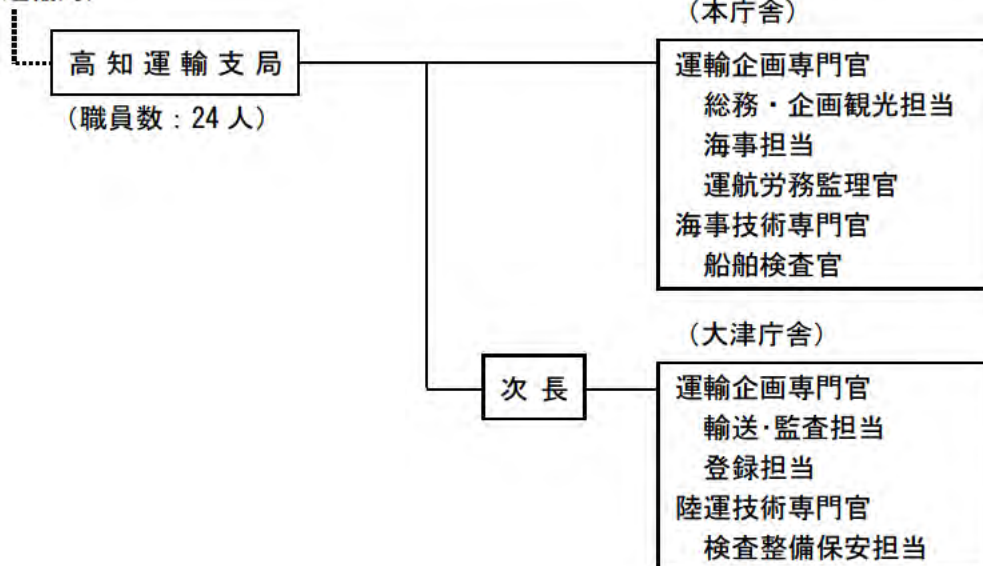 高知運輸支局
（職員数：24 人）
（本庁舎）
運輸企画専門官
総務・企画観光担当
海事担当
運航労務監理官
海事技術専門官
船舶検査官
次 長
（大津庁舎）
運輸企画専門官
輸送･監査担当
登録担当
陸運技術専門官
検査整備保安担当